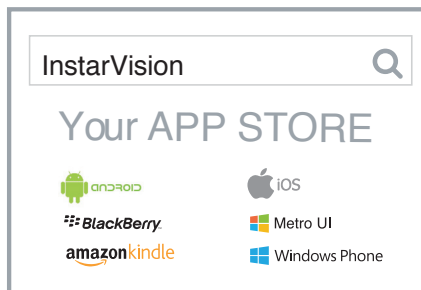 InstarVision
Your APP STORE
android iOS
BlackBerry. Metro UI
amazonkindle Windows Phone